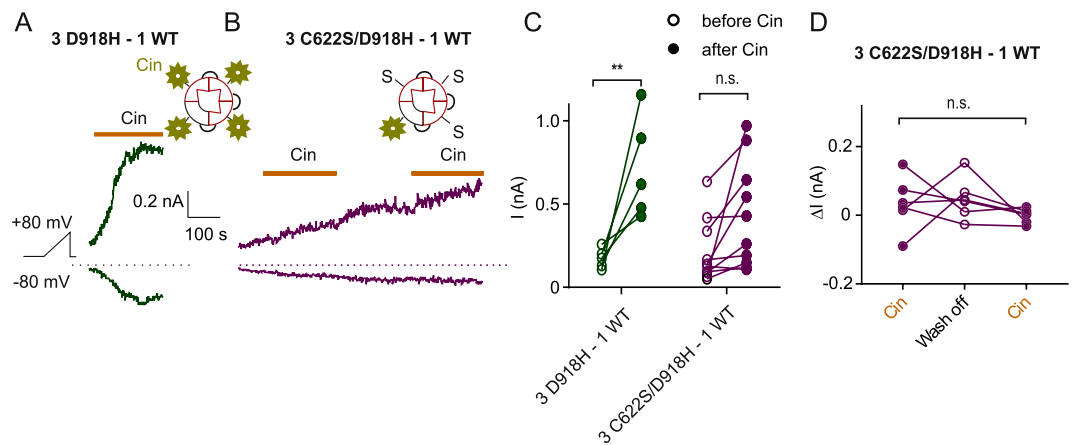 A
3 D918H - 1 WT
Cin
Cin
+80 mV
-80 mV
0.2 nA
100 s
B
3 C622S/D918H - 1 WT
S
S
S
Cin
Cin
C
before Cin
after Cin
**
n.s.
I (nA)
1.0
0.5
0
3 D918H - 1 WT
3 C622S/D918H - 1 WT
D
3 C622S/D918H - 1 WT
n.s.
ΔI (nA)
0.2
0
-0.2
Cin
Wash off
Cin